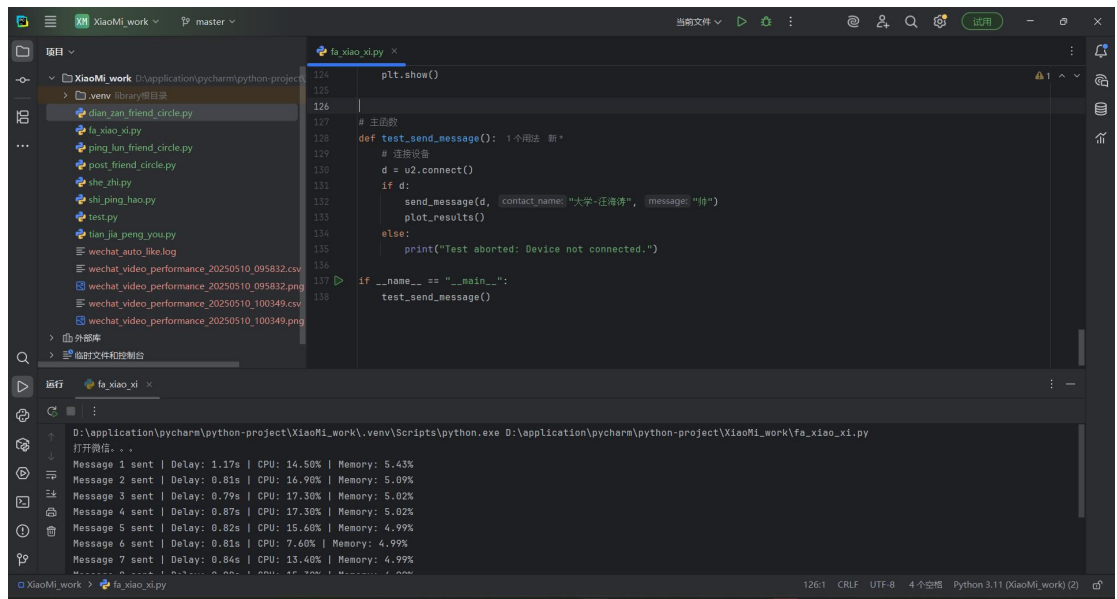 XM XiaoMi_work master 当前文件 试用
项目
fa_xiao_xi.py
XiaoMi_work D:\application\pycharm\python-project\
.venv library根目录
dian_zan_friend_circle.py
fa_xiao_xi.py
ping_lun_friend_circle.py
post_friend_circle.py
she_zhi.py
shi_ping_hao.py
test.py
tian_jia_peng_you.py
wechat_auto_like.log
wechat_video_performance_20250510_095832.csv
wechat_video_performance_20250510_095832.png
wechat_video_performance_20250510_100349.csv
wechat_video_performance_20250510_100349.png
外部库
临时文件和控制台
124 plt.show()
1
125
126
127 # 主函数
128 def test_send_message(): 1个用法 新*
129 # 连接设备
130 d = u2.connect()
131 if d:
132 send_message(d, contact_name: "大学-汪海涛", message: "帅")
133 plot_results()
134 else:
135 print("Test aborted: Device not connected.")
136
137 if __name__ == "__main__":
138 test_send_message()
运行 fa_xiao_xi
D:\application\pycharm\python-project\XiaoMi_work\.venv\Scripts\python.exe D:\application\pycharm\python-project\XiaoMi_work\fa_xiao_xi.py
打开微信。。。
Message 1 sent | Delay: 1.17s | CPU: 14.50% | Memory: 5.43%
Message 2 sent | Delay: 0.81s | CPU: 16.90% | Memory: 5.09%
Message 3 sent | Delay: 0.79s | CPU: 17.30% | Memory: 5.02%
Message 4 sent | Delay: 0.87s | CPU: 17.30% | Memory: 5.02%
Message 5 sent | Delay: 0.82s | CPU: 15.60% | Memory: 4.99%
Message 6 sent | Delay: 0.81s | CPU: 7.60% | Memory: 4.99%
Message 7 sent | Delay: 0.84s | CPU: 13.40% | Memory: 4.99%
XiaoMi_work > fa_xiao_xi.py 126:1 CRLF UTF-8 4个空格 Python 3.11 (XiaoMi_work) (2)